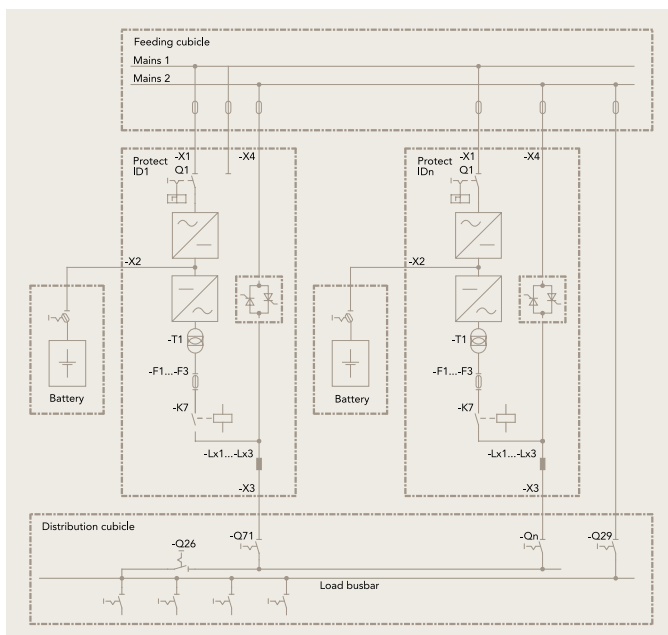 Feeding cubicle
Mains 1
Mains 2
Protect
ID1
-X1
Q1
-X4
Protect
IDn
-X1
Q1
-X4
-X2
-X2
-T1
-T1
-F1...-F3
-F1...-F3
Battery
Battery
-K7
-K7
-Lx1...-Lx3
-Lx1...-Lx3
-X3
-X3
Distribution cubicle
-Q26
-Q71
-Qn
-Q29
Load busbar